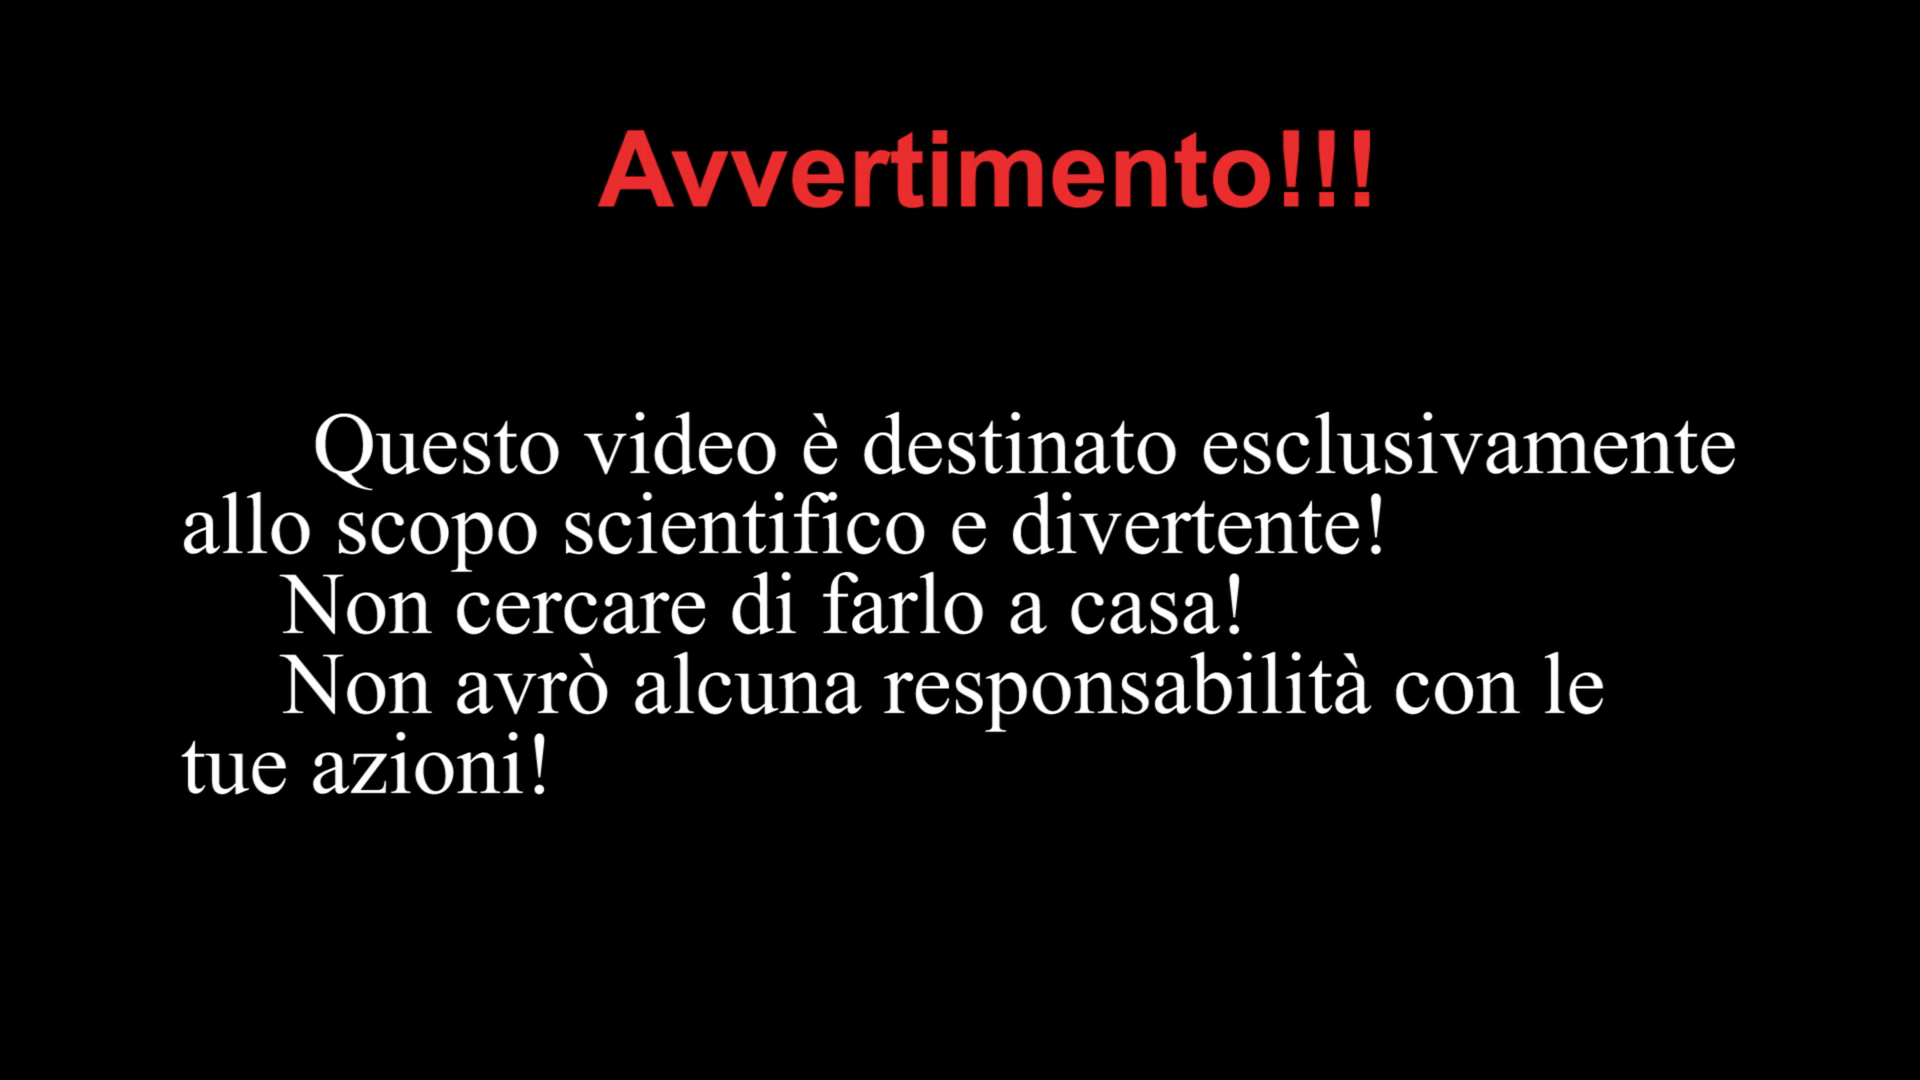 Avvertimento!!!
Questo video è destinato esclusivamente
allo scopo scientifico e divertente!
Non cercare di farlo a casa!
Non avrò alcuna responsabilità con le
tue azioni!